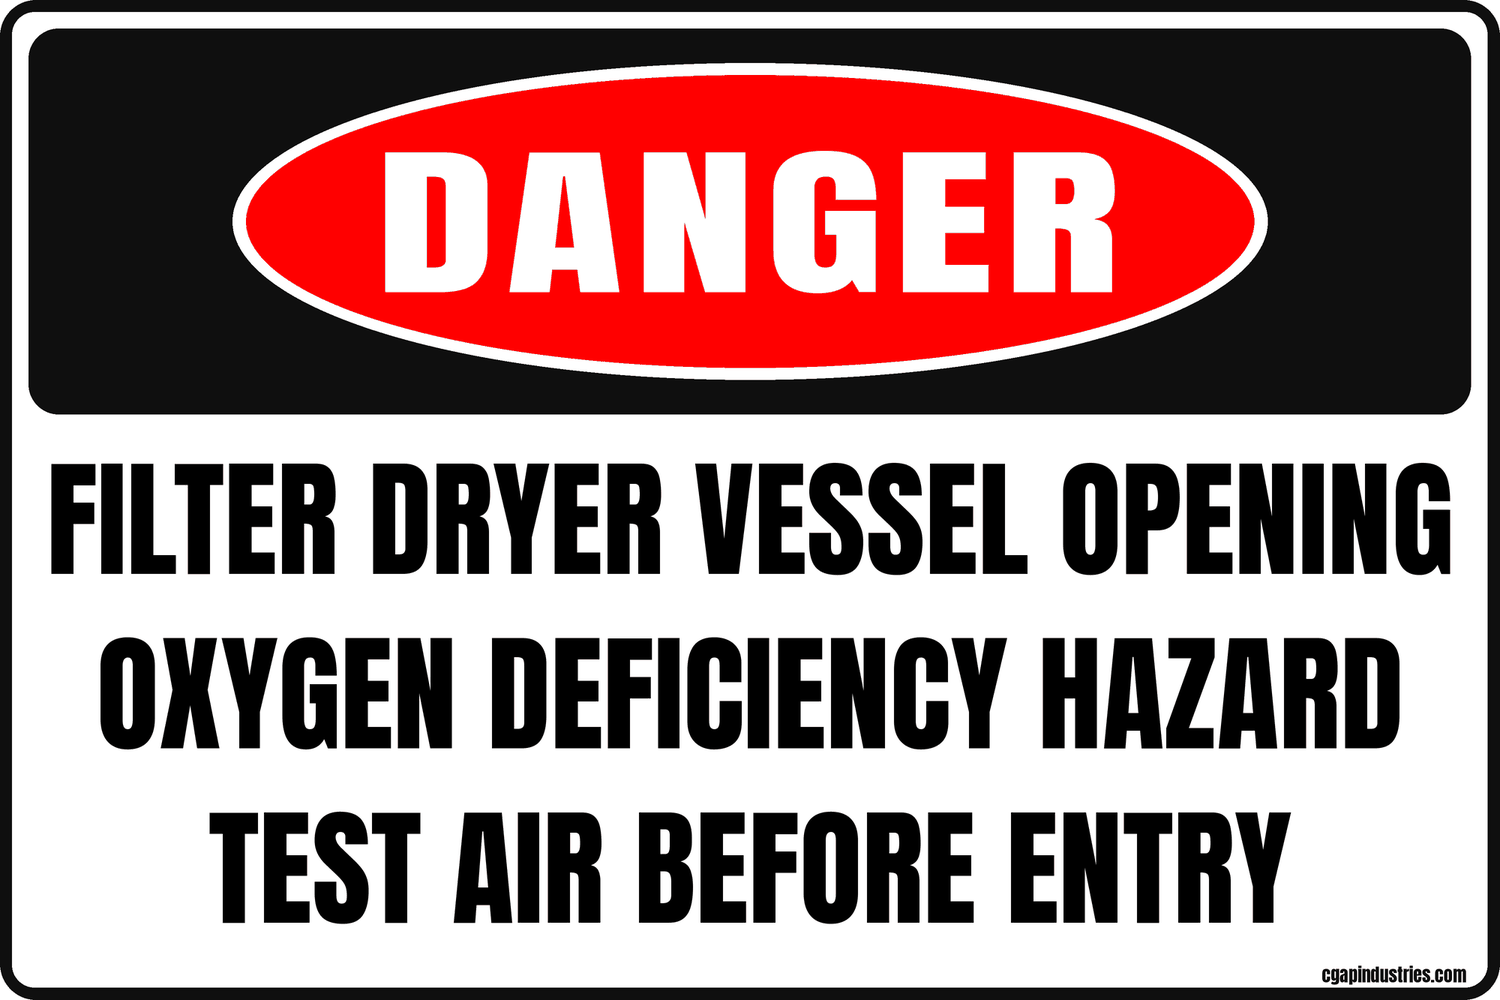 DANGER
FILTER DRYER VESSEL OPENING
OXYGEN DEFICIENCY HAZARD
TEST AIR BEFORE ENTRY
cgapindustries.com